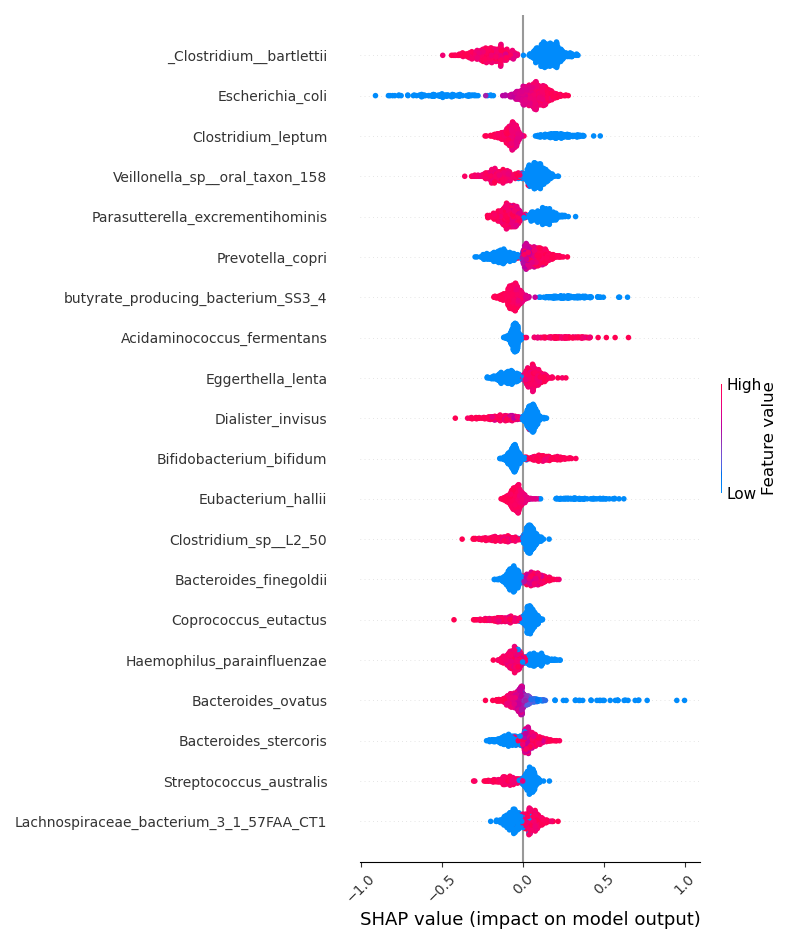 _Clostridium__bartlettii
Escherichia_coli
Clostridium_leptum
Veillonella_sp__oral_taxon_158
Parasutterella_excrementihominis
Prevotella_copri
butyrate_producing_bacterium_SS3_4
Acidaminococcus_fermentans
Eggerthella_lenta
Dialister_invisus
Bifidobacterium_bifidum
Eubacterium_hallii
Clostridium_sp__L2_50
Bacteroides_finegoldii
Coprococcus_eutactus
Haemophilus_parainfluenzae
Bacteroides_ovatus
Bacteroides_stercoris
Streptococcus_australis
Lachnospiraceae_bacterium_3_1_57FAA_CT1
−1.0 −0.5 0.0 0.5 1.0
SHAP value (impact on model output)
High
Low
Feature value